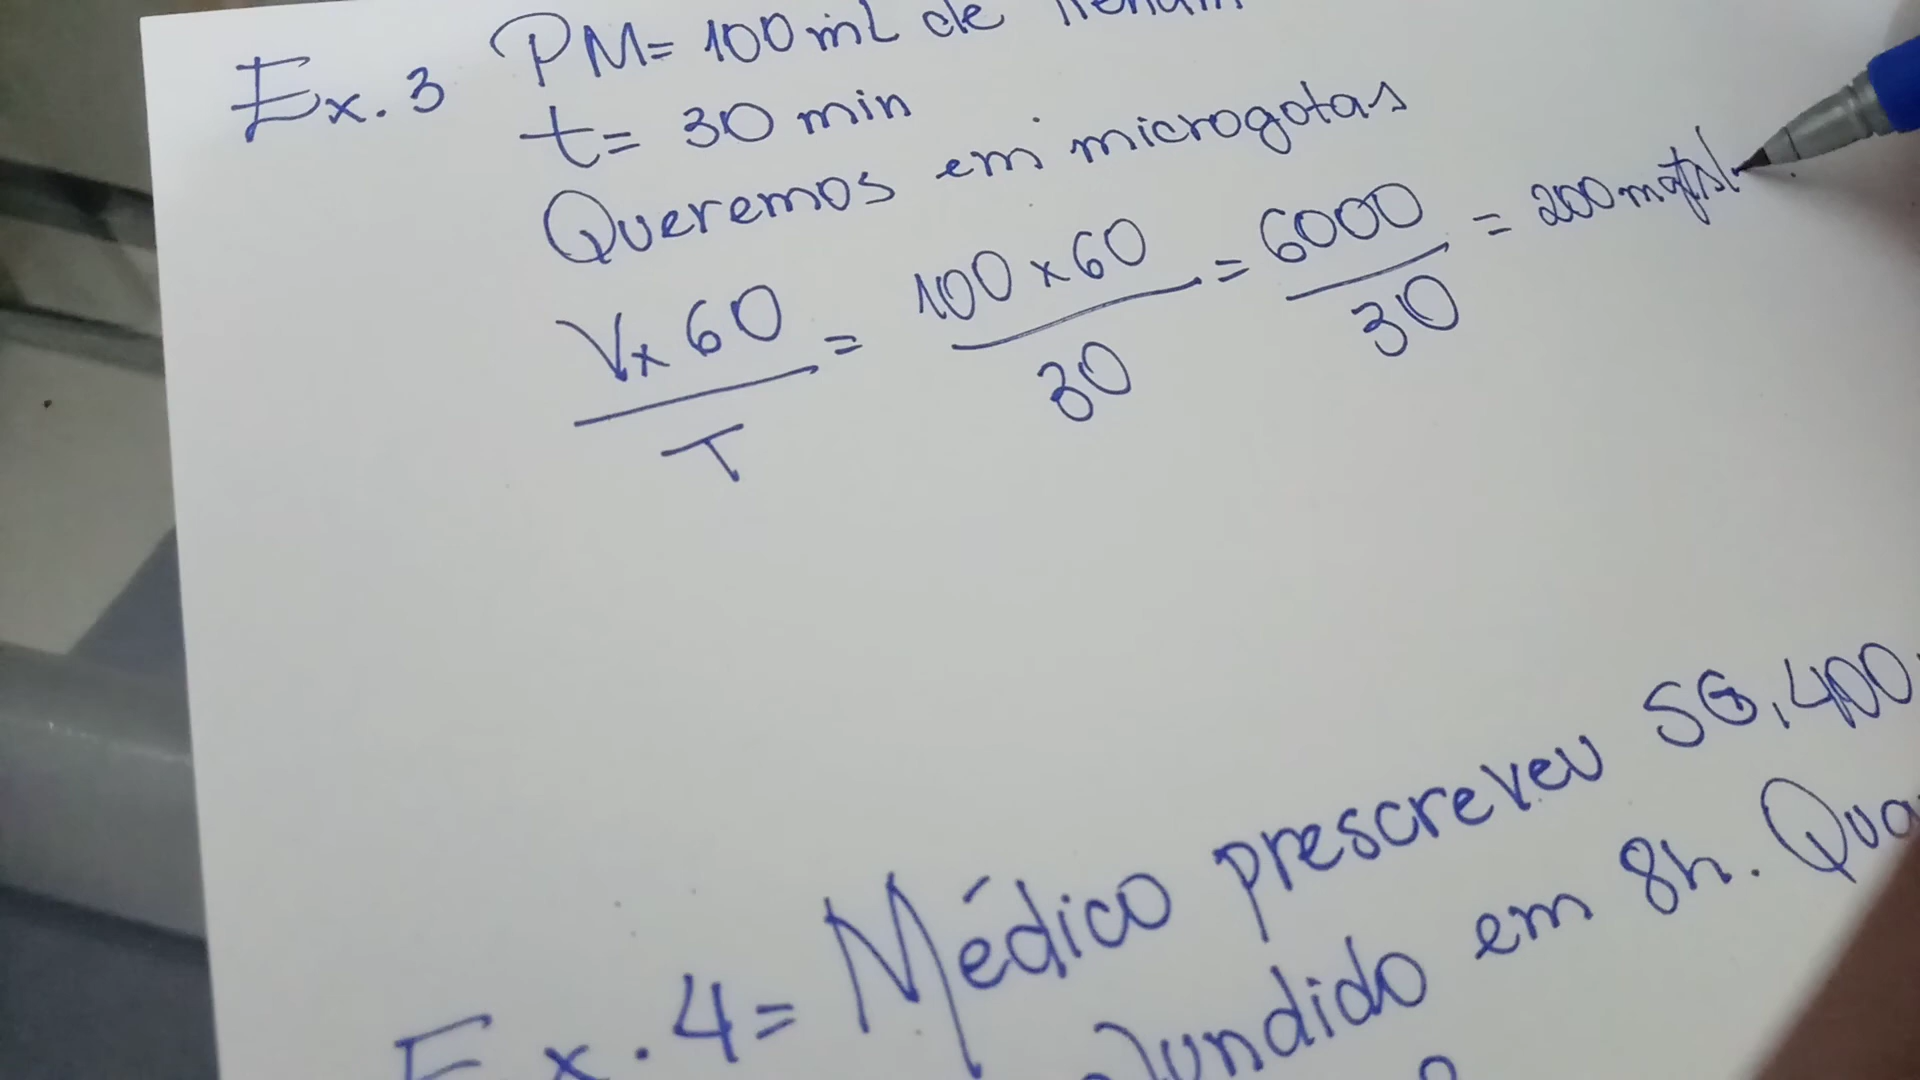 Ex. 3 PM= 100 mL de
t= 30 min
Queremos em microgotas
V x 60 / T = 100 x 60 / 30 = 6000 / 30 = 200 mgts/
Ex. 4= Médico prescreveu SG, 400
em 8h.